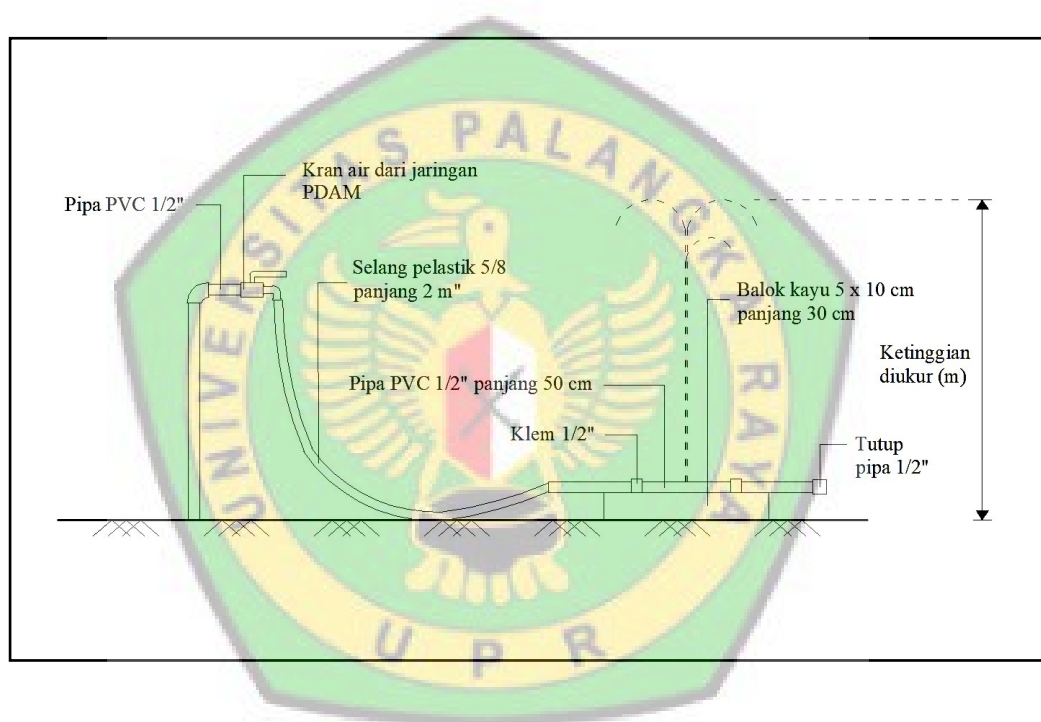 UNIVERSITAS PALANGKA RAYA
Kran air dari jaringan
PDAM
Pipa PVC 1/2"
Selang pelastik 5/8
panjang 2 m"
Balok kayu 5 x 10 cm
panjang 30 cm
Ketinggian
diukur (m)
Pipa PVC 1/2" panjang 50 cm
Klem 1/2"
Tutup
pipa 1/2"
UPR